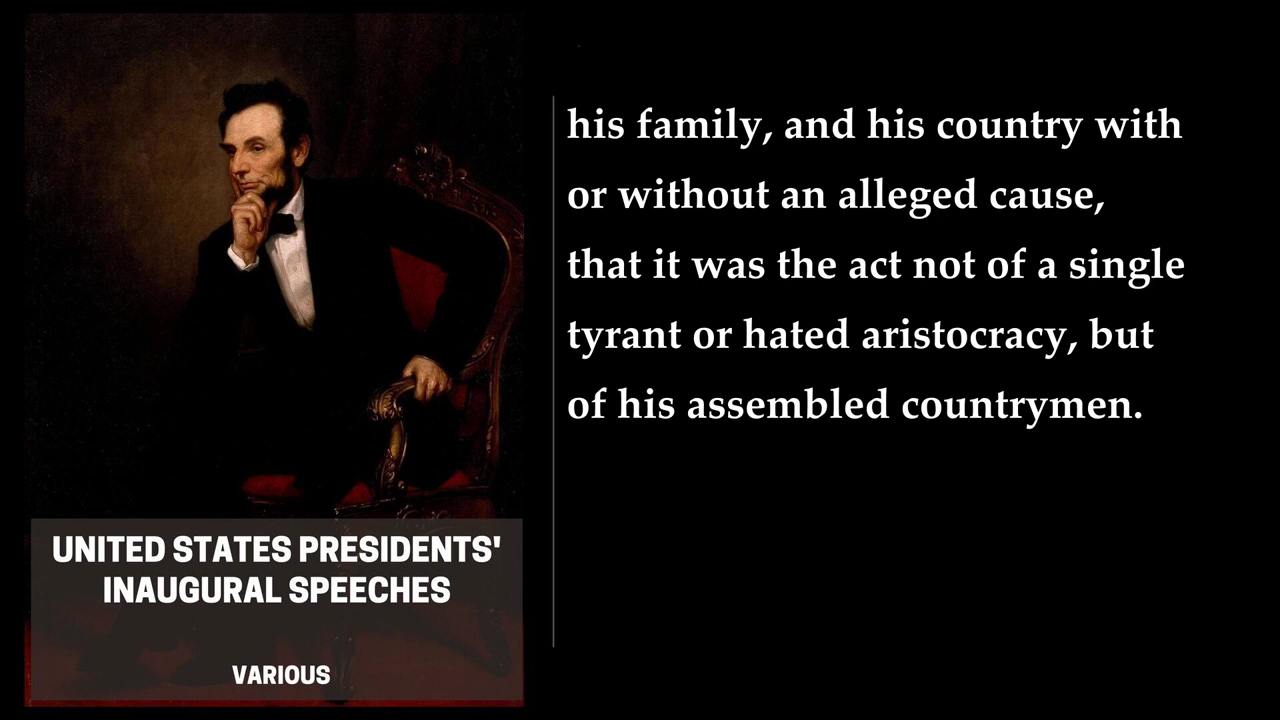 his family, and his country with
or without an alleged cause,
that it was the act not of a single
tyrant or hated aristocracy, but
of his assembled countrymen.
UNITED STATES PRESIDENTS'
INAUGURAL SPEECHES
VARIOUS